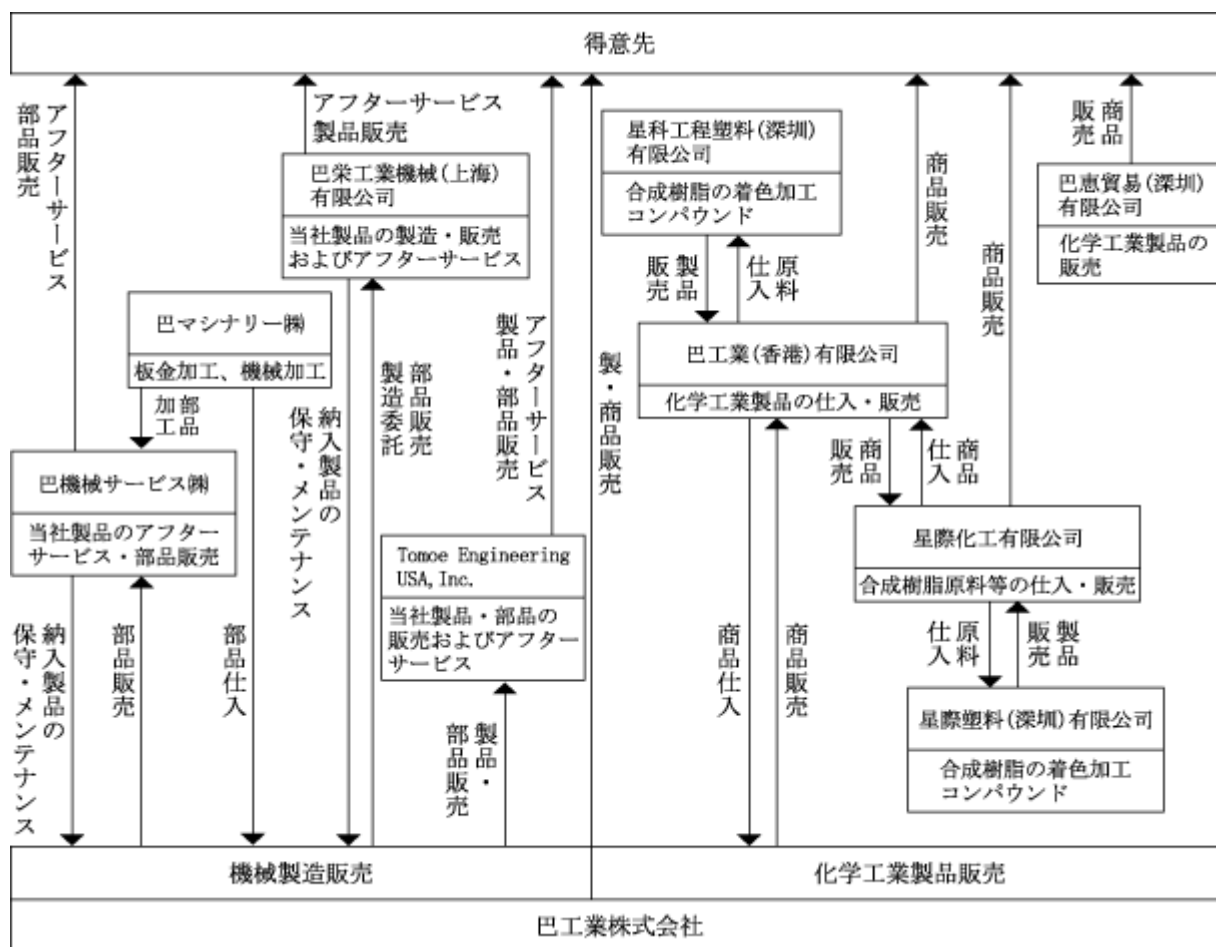 得意先
アフターサービス
部品販売
アフターサービス
製品販売
巴栄工業機械(上海)
有限公司
当社製品の製造・販売
およびアフターサービス
巴マシナリー㈱
板金加工、機械加工
部品
加工
巴機械サービス㈱
当社製品のアフター
サービス・部品販売
納入製品の
保守・メンテナンス
部品販売
部品仕入
納入製品の
保守・メンテナンス
部品販売
製造委託
アフターサービス
製品・部品販売
Tomoe Engineering
USA,Inc.
当社製品・部品の
販売およびアフター
サービス
製品・
部品販売
製・商品販売
星科工程塑料(深圳)
有限公司
合成樹脂の着色加工
コンパウンド
製品
販売
原料
仕入
商品販売
商品販売
商品
販売
巴恵貿易(深圳)
有限公司
化学工業製品の
販売
巴工業(香港)有限公司
化学工業製品の仕入・販売
商品
販売
商品
仕入
星際化工有限公司
合成樹脂原料等の仕入・販売
原料
仕入
製品
販売
星際塑料(深圳)有限公司
合成樹脂の着色加工
コンパウンド
商品仕入
商品販売
機械製造販売
化学工業製品販売
巴工業株式会社